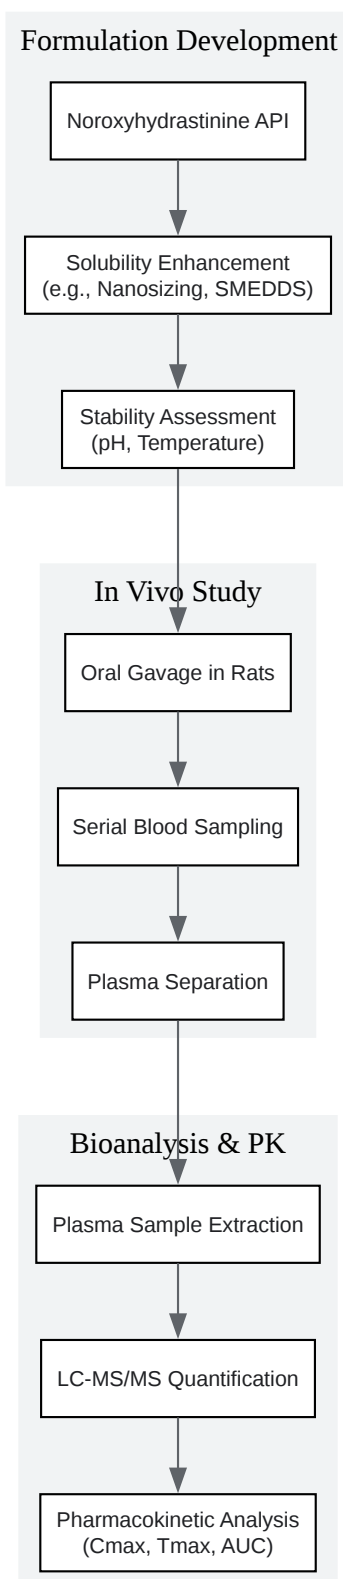 Formulation Development
Noroxyhydrastinine API
Solubility Enhancement
(e.g., Nanosizing, SMEDDS)
Stability Assessment
(pH, Temperature)
In Vivo Study
Oral Gavage in Rats
Serial Blood Sampling
Plasma Separation
Bioanalysis & PK
Plasma Sample Extraction
LC-MS/MS Quantification
Pharmacokinetic Analysis
(Cmax, Tmax, AUC)